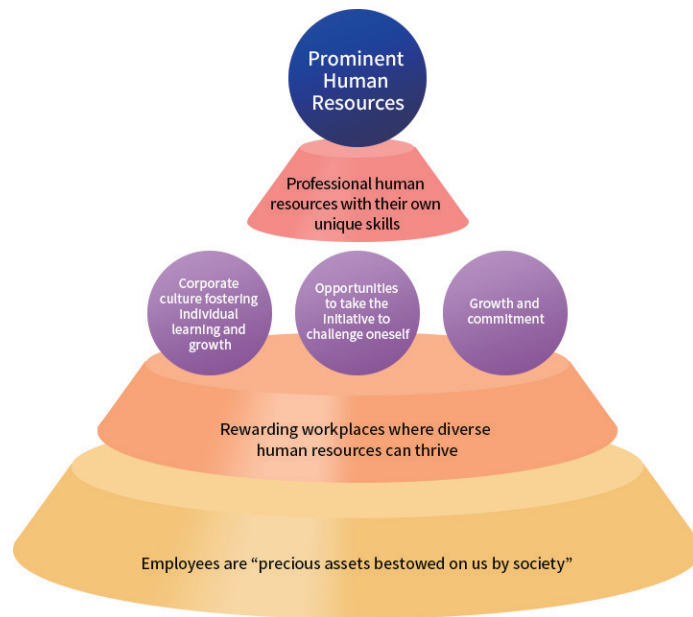 Prominent
Human
Resources
Professional human
resources with their own
unique skills
Corporate
culture fostering
individual
learning and
growth
Opportunities
to take the
initiative to
challenge oneself
Growth and
commitment
Rewarding workplaces where diverse
human resources can thrive
Employees are “precious assets bestowed on us by society”